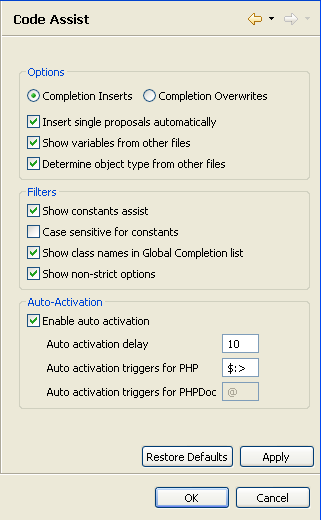 Code Assist
Options
Completion Inserts Completion Overwrites
Insert single proposals automatically
Show variables from other files
Determine object type from other files
Filters
Show constants assist
Case sensitive for constants
Show class names in Global Completion list
Show non-strict options
Auto-Activation
Enable auto activation
Auto activation delay 10
Auto activation triggers for PHP $:>
Auto activation triggers for PHPDoc @
Restore Defaults Apply
OK Cancel